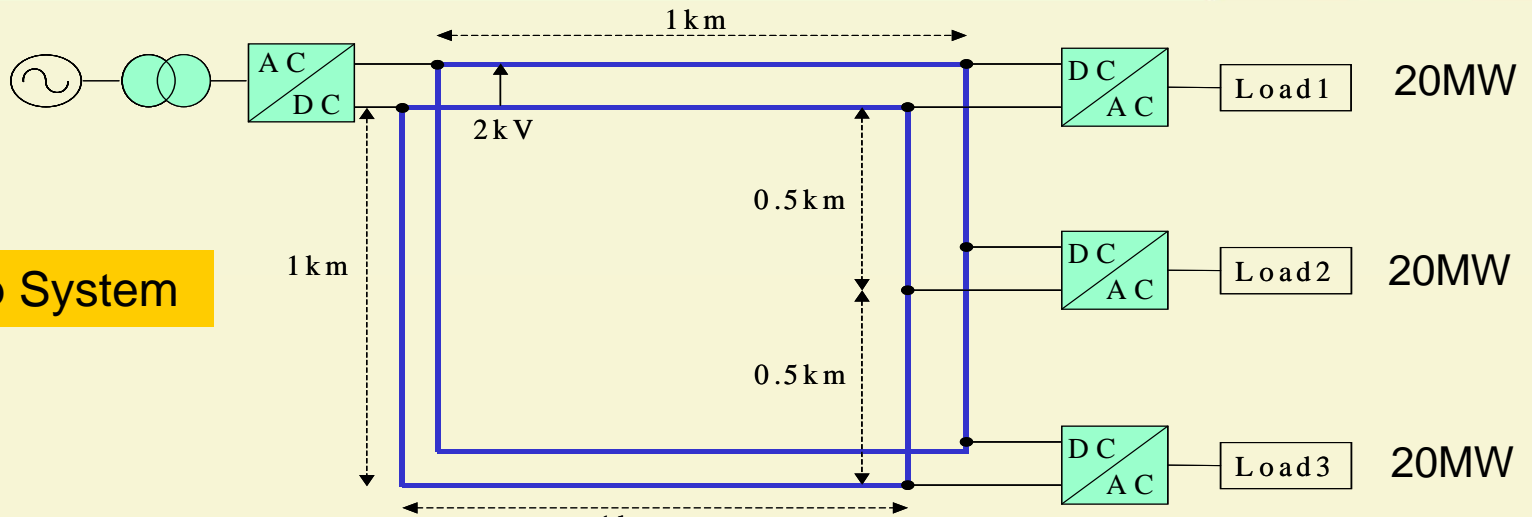 1km
AC
DC
DC
AC
Load1
20MW
2kV
0.5km
1km
System
DC
AC
Load2
20MW
0.5km
DC
AC
Load3
20MW